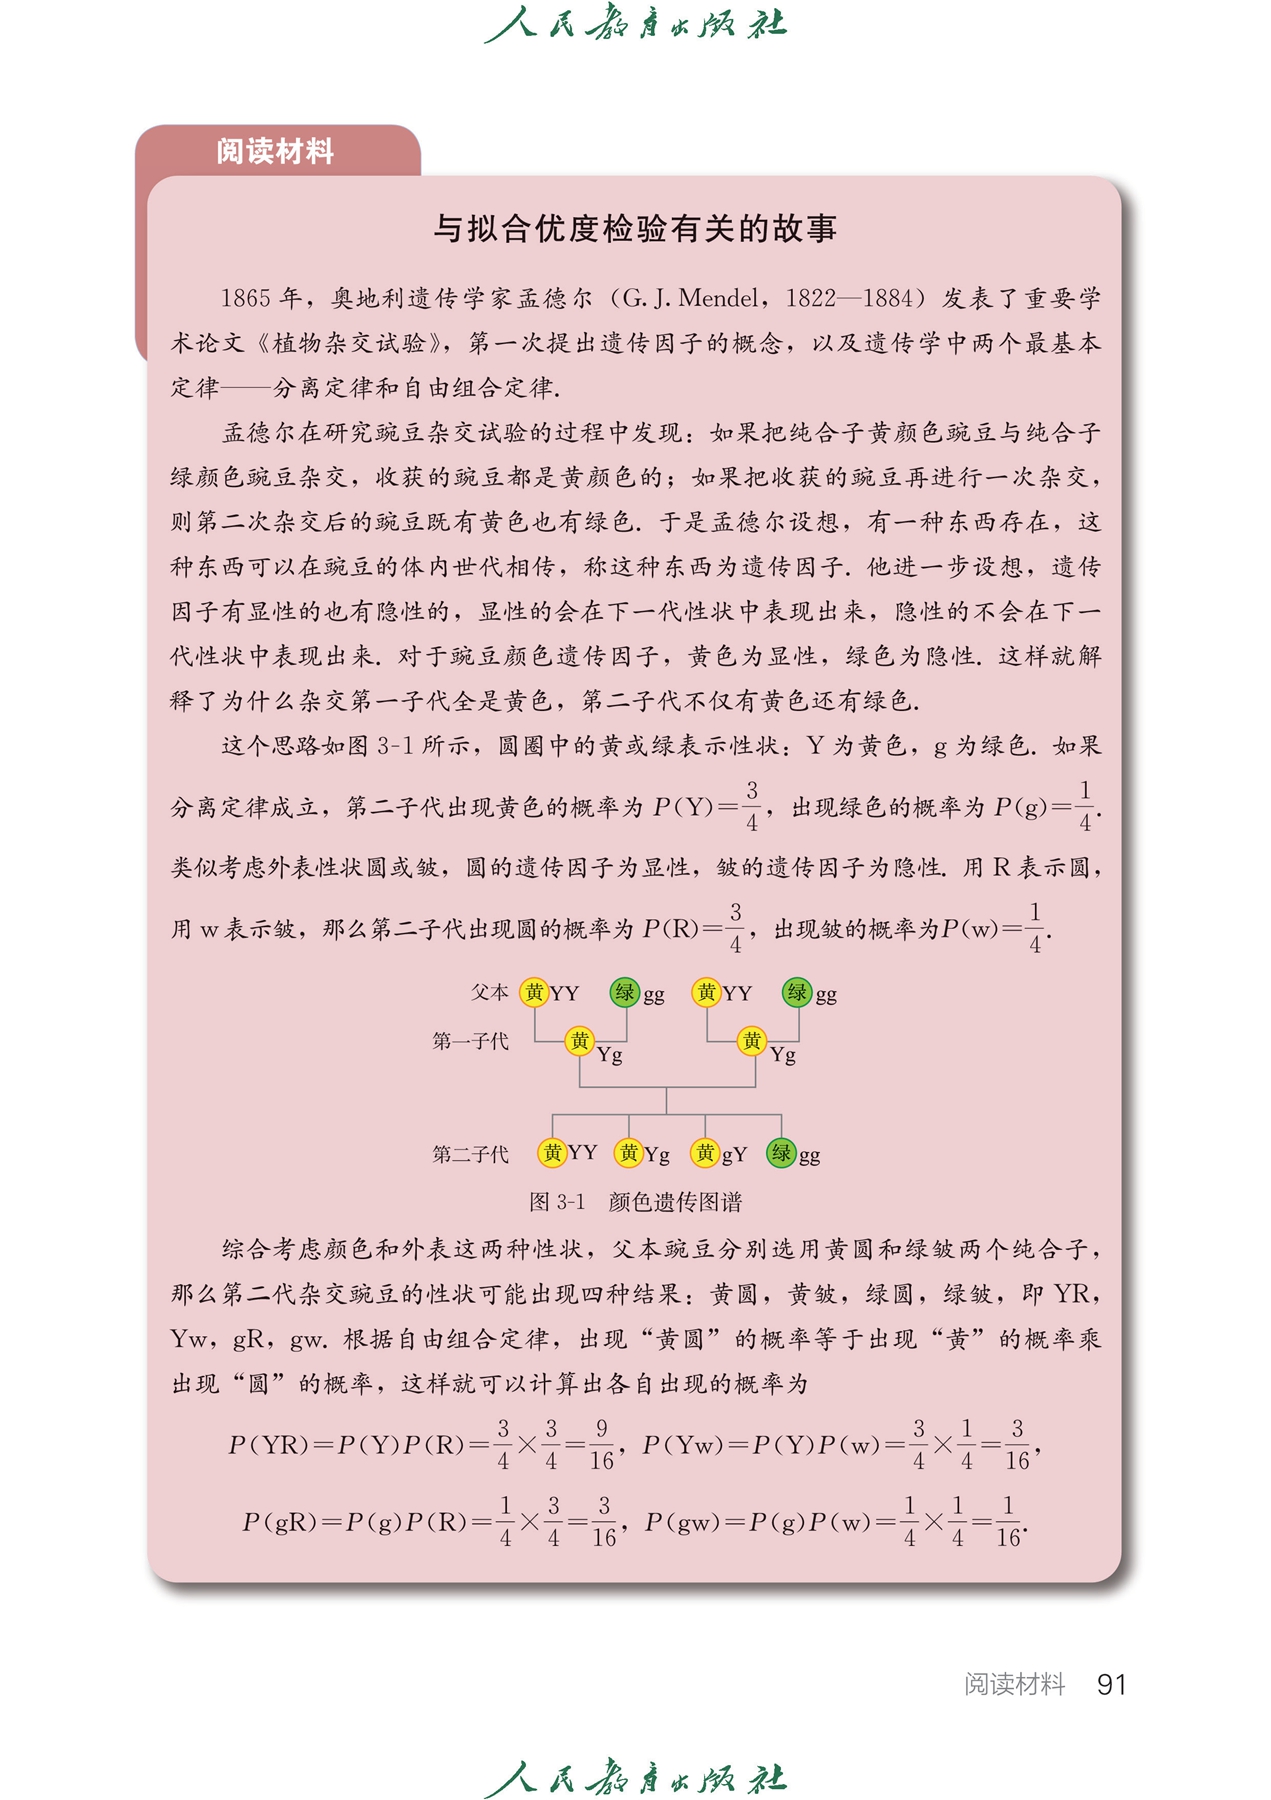 人民教育出版社
阅读材料
与拟合优度检验有关的故事
1865 年，奥地利遗传学家孟德尔（G. J. Mendel，1822—1884）发表了重要学
术论文《植物杂交试验》，第一次提出遗传因子的概念，以及遗传学中两个最基本
定律——分离定律和自由组合定律.
孟德尔在研究豌豆杂交试验的过程中发现：如果把纯合子黄颜色豌豆与纯合子
绿颜色豌豆杂交，收获的豌豆都是黄颜色的；如果把收获的豌豆再进行一次杂交，
则第二次杂交后的豌豆既有黄色也有绿色. 于是孟德尔设想，有一种东西存在，这
种东西可以在豌豆的体内世代相传，称这种东西为遗传因子. 他进一步设想，遗传
因子有显性的也有隐性的，显性的会在下一代性状中表现出来，隐性的不会在下一
代性状中表现出来. 对于豌豆颜色遗传因子，黄色为显性，绿色为隐性. 这样就解
释了为什么杂交第一子代全是黄色，第二子代不仅有黄色还有绿色.
这个思路如图 3-1 所示，圆圈中的黄或绿表示性状：Y 为黄色，g 为绿色. 如果
分离定律成立，第二子代出现黄色的概率为 P(Y)=3/4，出现绿色的概率为 P(g)=1/4.
类似考虑外表性状圆或皱，圆的遗传因子为显性，皱的遗传因子为隐性. 用 R 表示圆，
用 w 表示皱，那么第二子代出现圆的概率为 P(R)=3/4，出现皱的概率为P(w)=1/4.
父本 黄 YY 绿 gg 黄 YY 绿 gg
第一子代 黄 Yg 黄 Yg
第二子代 黄 YY 黄 Yg 黄 gY 绿 gg
图 3-1 颜色遗传图谱
综合考虑颜色和外表这两种性状，父本豌豆分别选用黄圆和绿皱两个纯合子，
那么第二代杂交豌豆的性状可能出现四种结果：黄圆，黄皱，绿圆，绿皱，即 YR，
Yw，gR，gw. 根据自由组合定律，出现“黄圆”的概率等于出现“黄”的概率乘
出现“圆”的概率，这样就可以计算出各自出现的概率为
P(YR)=P(Y)P(R)=3/4×3/4=9/16，P(Yw)=P(Y)P(w)=3/4×1/4=3/16，
P(gR)=P(g)P(R)=1/4×3/4=3/16，P(gw)=P(g)P(w)=1/4×1/4=1/16.
阅读材料 91
人民教育出版社